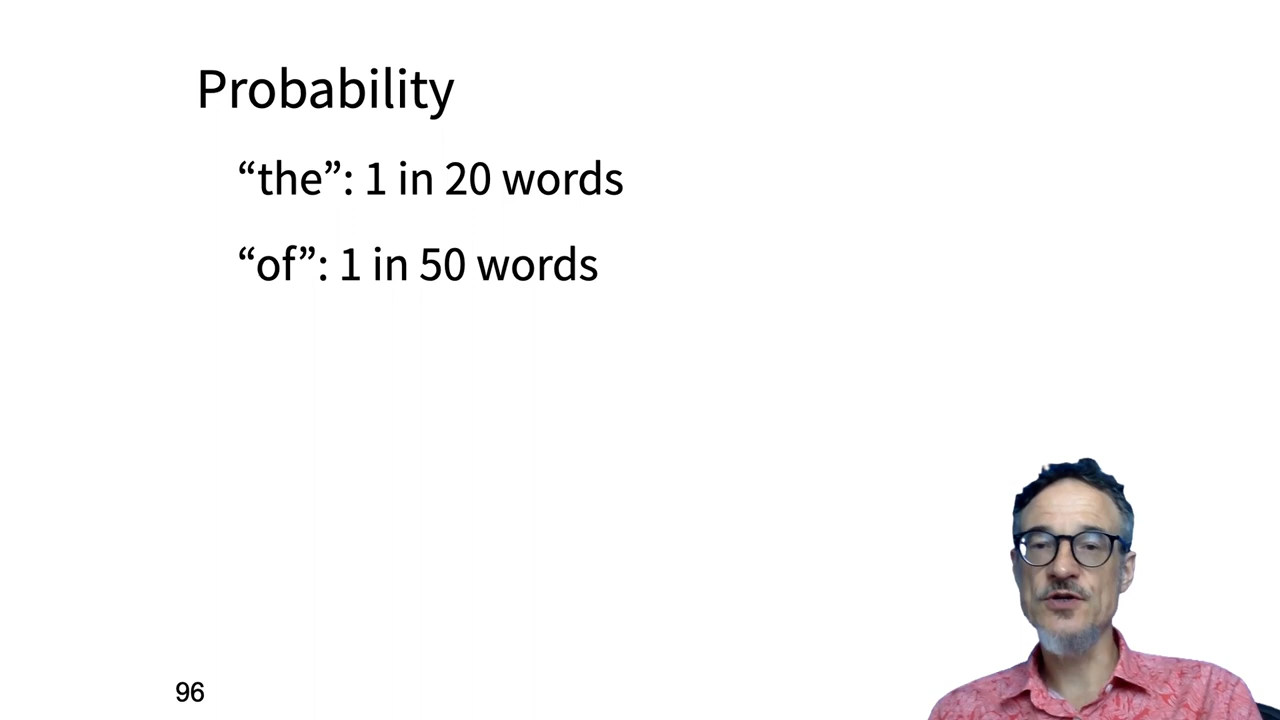 Probability
“the”: 1 in 20 words
“of”: 1 in 50 words
96